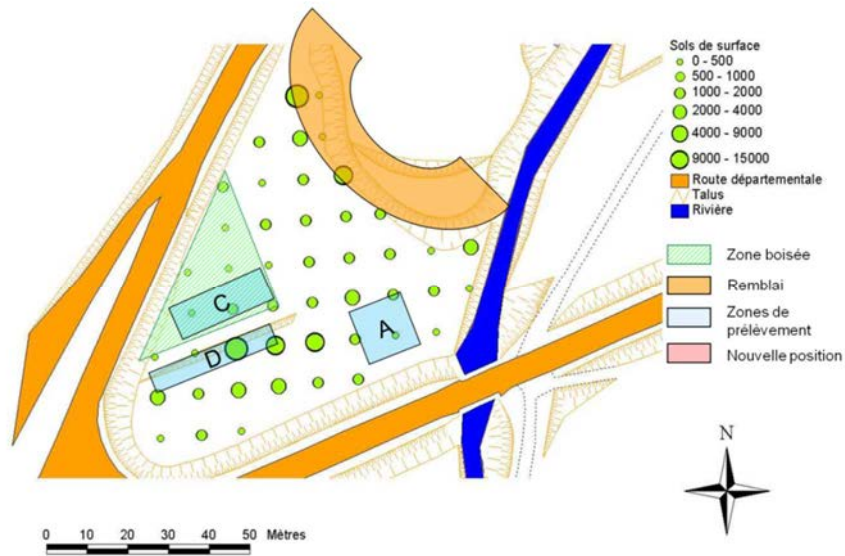 Sols de surface
0 - 500
500 - 1000
1000 - 2000
2000 - 4000
4000 - 9000
9000 - 15000
Route départementale
Talus
Rivière
Zone boisée
Remblai
Zones de
prélèvement
Nouvelle position
C
A
D
N
0 10 20 30 40 50 Mètres